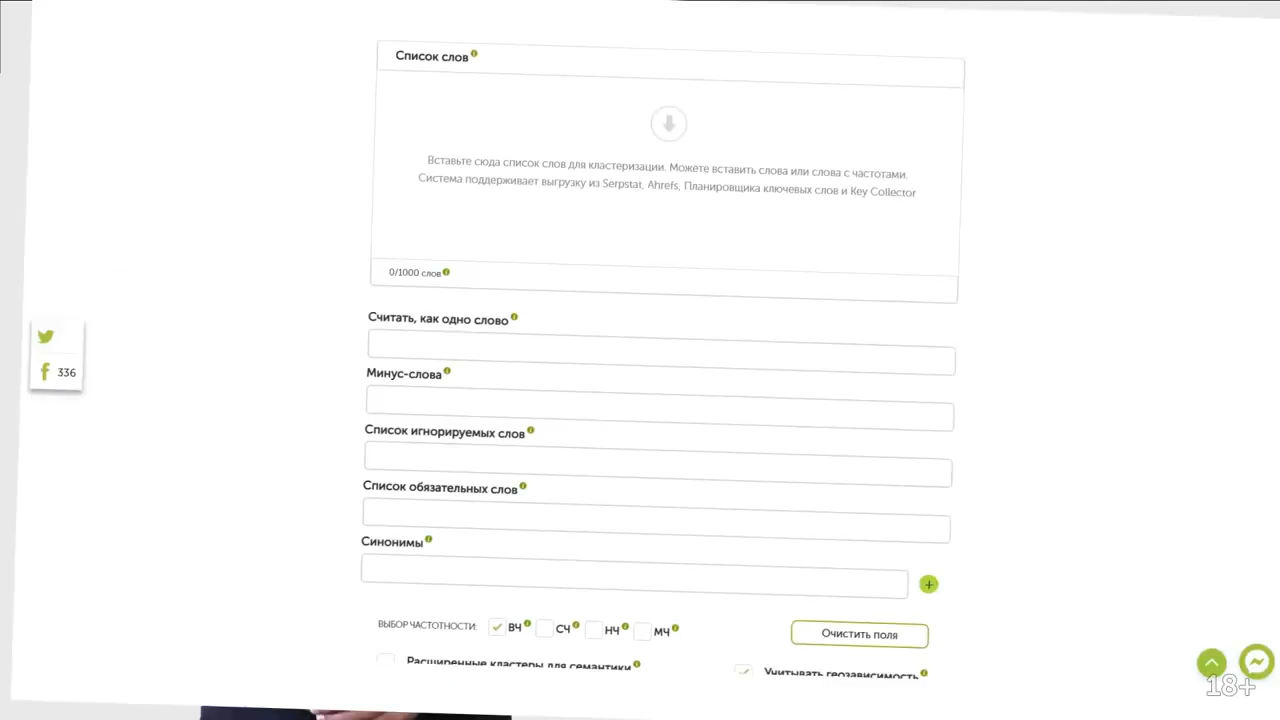 Список слов
Вставьте сюда список слов для кластеризации. Можете вставить слова или слова с частотами.
Система поддерживает выгрузку из Serpstat, Ahrefs, Планировщика ключевых слов и Key Collector
0/1000 слов
Считать, как одно слово
336
Минус-слова
Список игнорируемых слов
Список обязательных слов
Синонимы
ВЫБОР ЧАСТОТНОСТИ: ВЧ СЧ НЧ МЧ Очистить поля
Расширенные кластеры для семантики Учитывать геозависимость
18+